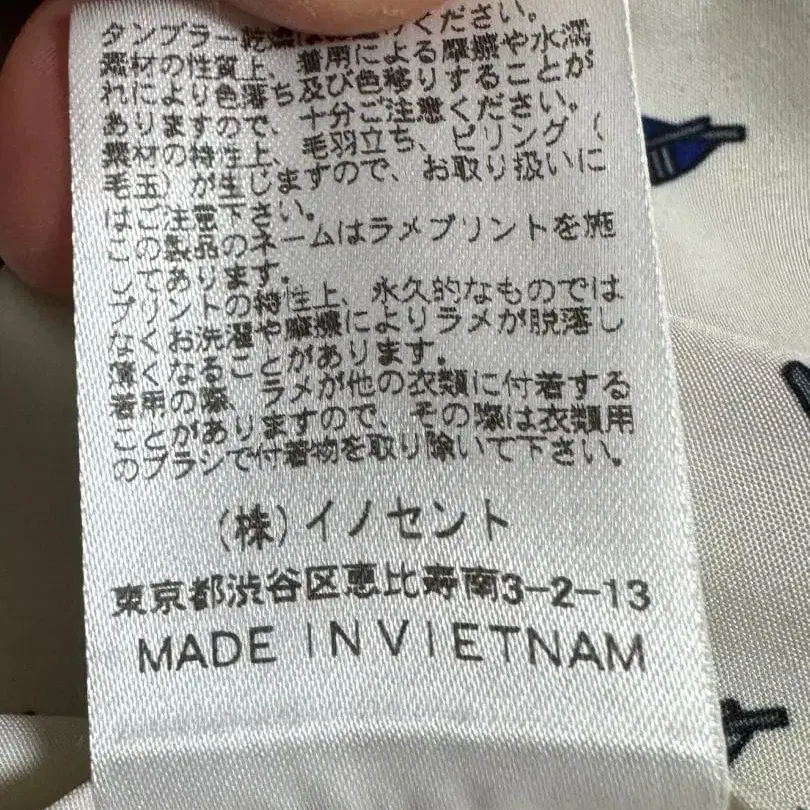 タンブラー乾燥はお避けください。
素材の性質上、着用による摩擦や水濡
れにより色落ち及び色移りすることが
ありますので、十分ご注意ください。
素材の特性上、毛羽立ち、ピリング(
毛玉)が生じますので、お取り扱いに
はご注意下さい。
この製品のネームはラメプリントを施
してあります。
プリントの特性上、永久的なものでは
なくお洗濯や摩擦によりラメが脱落し
薄くなることがあります。
着用の際、ラメが他の衣類に付着する
ことがありますので、その際は衣類用
のブラシで付着物を取り除いて下さい。
(株)イノセント
東京都渋谷区恵比寿南3-2-13
MADE IN VIETNAM